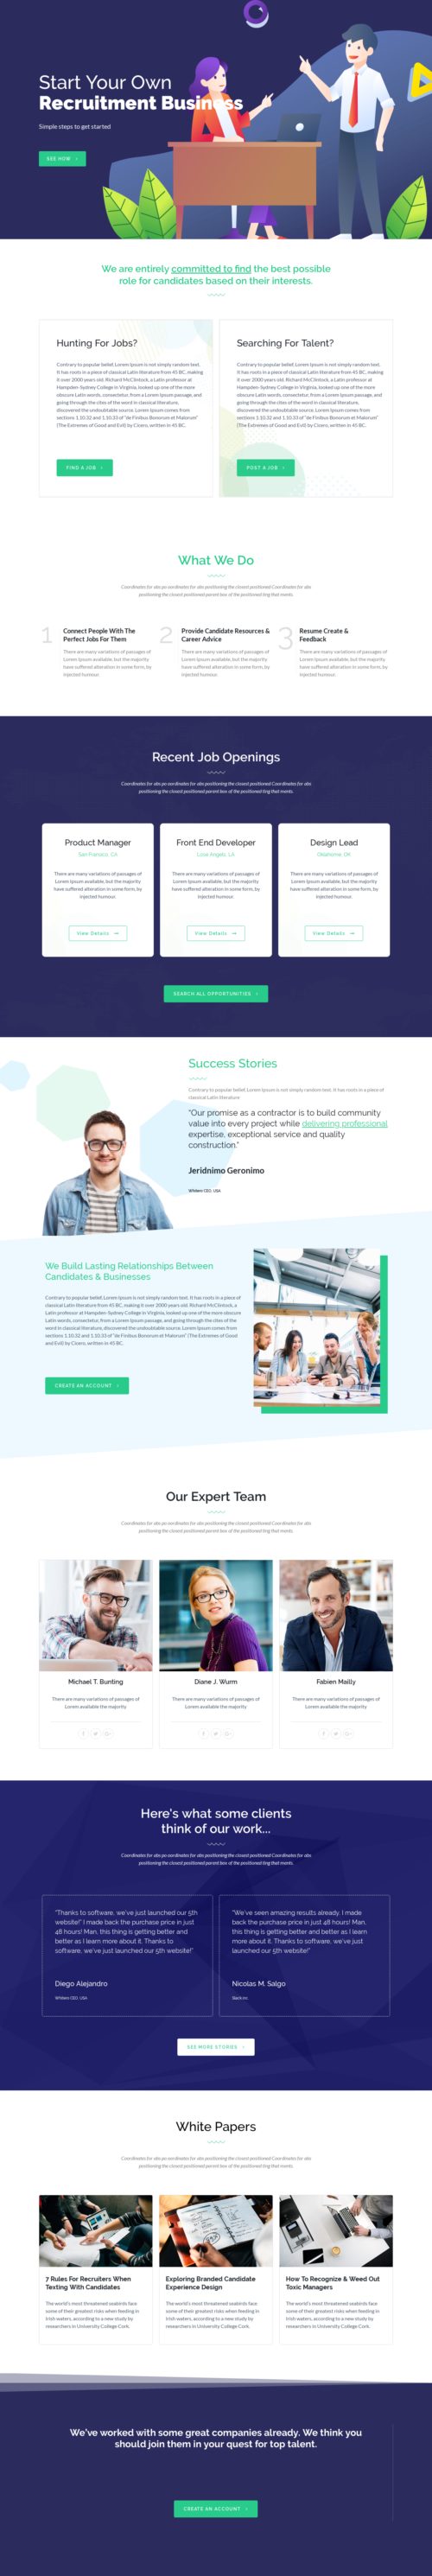 Start Your Own
Recruitment Business
Simple steps to get started
SEE HOW
We are entirely committed to find the best possible
role for candidates based on their interests.
Hunting For Jobs?
Contrary to popular belief, Lorem Ipsum is not simply random text.
It has roots in a piece of classical Latin literature from 45 BC, making
it over 2000 years old. Richard McClintock, a Latin professor at
Hampden-Sydney College in Virginia, looked up one of the more
obscure Latin words, consectetur, from a Lorem Ipsum passage, and
going through the cites of the word in classical literature,
discovered the undoubtable source. Lorem Ipsum comes from
sections 1.10.32 and 1.10.33 of "de Finibus Bonorum et Malorum"
(The Extremes of Good and Evil) by Cicero, written in 45 BC.
FIND A JOB
Searching For Talent?
Contrary to popular belief, Lorem Ipsum is not simply random text.
It has roots in a piece of classical Latin literature from 45 BC, making
it over 2000 years old. Richard McClintock, a Latin professor at
Hampden-Sydney College in Virginia, looked up one of the more
obscure Latin words, consectetur, from a Lorem Ipsum passage, and
going through the cites of the word in classical literature,
discovered the undoubtable source. Lorem Ipsum comes from
sections 1.10.32 and 1.10.33 of "de Finibus Bonorum et Malorum"
(The Extremes of Good and Evil) by Cicero, written in 45 BC.
POST A JOB
What We Do
Coordinates for abs po oordinates for abs positioning the closest positioned Coordinates for abs
positioning the closest positioned parent box of the positioned ting that ments.
1
Connect People With The
Perfect Jobs For Them
There are many variations of passages of
Lorem Ipsum available, but the majority
have suffered alteration in some form, by
injected humour.
2
Provide Candidate Resources &
Career Advice
There are many variations of passages of
Lorem Ipsum available, but the majority
have suffered alteration in some form, by
injected humour.
3
Resume Create &
Feedback
There are many variations of passages of
Lorem Ipsum available, but the majority
have suffered alteration in some form, by
injected humour.
Recent Job Openings
Coordinates for abs po oordinates for abs positioning the closest positioned Coordinates for abs
positioning the closest positioned parent box of the positioned ting that ments.
Product Manager
CA
There are many variations of passages of
Lorem Ipsum available, but the majority
have suffered alteration in some form, by
injected humour.
View Details
Front End Developer
LA
There are many variations of passages of
Lorem Ipsum available, but the majority
have suffered alteration in some form, by
injected humour.
View Details
Design Lead
OK
There are many variations of passages of
Lorem Ipsum available, but the majority
have suffered alteration in some form, by
injected humour.
View Details
SEARCH ALL OPPORTUNITIES
Success Stories
Contrary to popular belief, Lorem Ipsum is not simply random text. It has roots in a piece of
classical Latin literature
"Our promise as a contractor is to build community
value into every project while delivering professional
expertise, exceptional service and quality
construction."
Jeridnimo Geronimo
CEO, USA
We Build Lasting Relationships Between
Candidates & Businesses
Contrary to popular belief, Lorem Ipsum is not simply random text. It has roots in a piece of
classical Latin literature from 45 BC, making it over 2000 years old. Richard McClintock, a
Latin professor at Hampden-Sydney College in Virginia, looked up one of the more obscure
Latin words, consectetur, from a Lorem Ipsum passage, and going through the cites of the
word in classical literature, discovered the undoubtable source. Lorem Ipsum comes from
sections 1.10.32 and 1.10.33 of "de Finibus Bonorum et Malorum" (The Extremes of Good
and Evil) by Cicero, written in 45 BC.
CREATE AN ACCOUNT
Our Expert Team
Coordinates for abs po oordinates for abs positioning the closest positioned Coordinates for abs
positioning the closest positioned parent box of the positioned ting that ments.
Michael T. Bunting
There are many variations of passages of
Lorem available the majority
Diane J. Wurm
There are many variations of passages of
Lorem available the majority
Fabien Mailly
There are many variations of passages of
Lorem available the majority
Here's what some clients
think of our work...
Coordinates for abs po oordinates for abs positioning the closest positioned Coordinates for abs
positioning the closest positioned parent box of the positioned ting that ments.
"Thanks to software, we've just launched our 5th
website!" I made back the purchase price in just
48 hours! Man, this thing is getting better and
better as I learn more about it. Thanks to
software, we've just launched our 5th website!"
Diego Alejandro
CEO, USA
"We've seen amazing results already. I made
back the purchase price in just 48 hours! Man,
this thing is getting better and better as I learn
more about it. Thanks to software, we've just
launched our 5th website!"
Nicolas M. Salgo
Slack Inc.
SEE MORE STORIES
White Papers
Coordinates for abs po oordinates for abs positioning the closest positioned Coordinates for abs
positioning the closest positioned parent box of the positioned ting that ments.
7 Rules For Recruiters When
Texting With Candidates
The world's most threatened seabirds face
some of their greatest risks when feeding in
Irish waters, according to a new study by
researchers in University College Cork.
Exploring Branded Candidate
Experience Design
The world's most threatened seabirds face
some of their greatest risks when feeding in
Irish waters, according to a new study by
researchers in University College Cork.
How To Recognize & Weed Out
Toxic Managers
The world's most threatened seabirds face
some of their greatest risks when feeding in
Irish waters, according to a new study by
researchers in University College Cork.
We've worked with some great companies already. We think you
should join them in your quest for top talent.
CREATE AN ACCOUNT